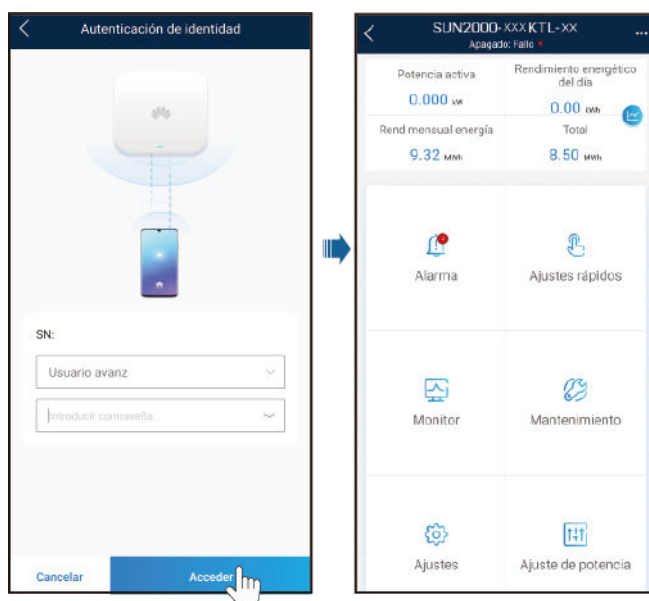 Autenticación de identidad
SN:
Usuario avanz
Introducir contraseña.
Cancelar
Acceder
SUN2000-XXXKTL-XX
Apagado: Fallo
Potencia activa
0.000 kW
Rendimiento energético
del día
0.00 kWh
Rend mensual energía
9.32 MWh
Total
8.50 MWh
2
Alarma
Ajustes rápidos
Monitor
Mantenimiento
Ajustes
Ajuste de potencia